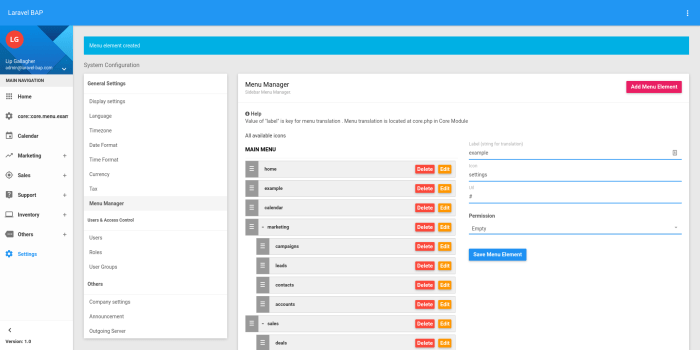 Laravel BAP
LG
Lip Gallagher
admin@laravel-bap.com
MAIN NAVIGATION
Home
core::core.menu.exam
Calendar
Marketing +
Sales +
Support +
Inventory +
Others +
Settings
Version: 1.0
Menu element created
System Configuration
General Settings
Display settings
Language
Timezone
Date Format
Time Format
Currency
Tax
Menu Manager
Users & Access Control
Users
Roles
User Groups
Others
Company settings
Announcement
Outgoing Server
Menu Manager
Sidebar Menu Manager
Add Menu Element
Help
Value of "label" is key for menu translation . Menu translation is located at core.php in Core Module
All available icons
MAIN MENU
home Delete Edit
example Delete Edit
calendar Delete Edit
- marketing Delete Edit
campaigns Delete Edit
leads Delete Edit
contacts Delete Edit
accounts Delete Edit
- sales Delete Edit
deals Delete Edit
Label (string for translation)
example
Icon
settings
Url
#
Permission
Empty
Save Menu Element